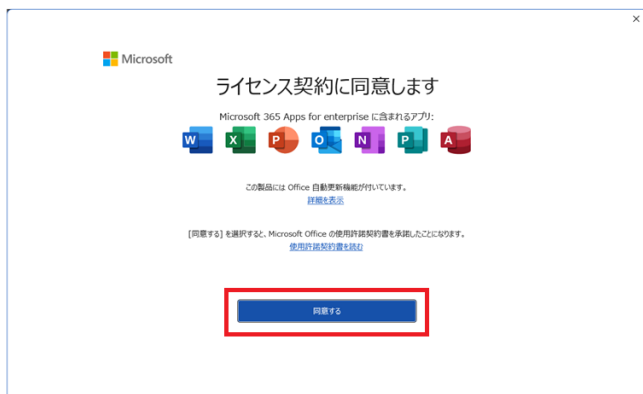 Microsoft
ライセンス契約に同意します
Microsoft 365 Apps for enterprise に含まれるアプリ:
W X P O N P A
この製品には Office 自動更新機能が付いています。
詳細を表示
[同意する] を選択すると、Microsoft Office の使用許諾契約書を承諾したことになります。
使用許諾契約書を読む
同意する